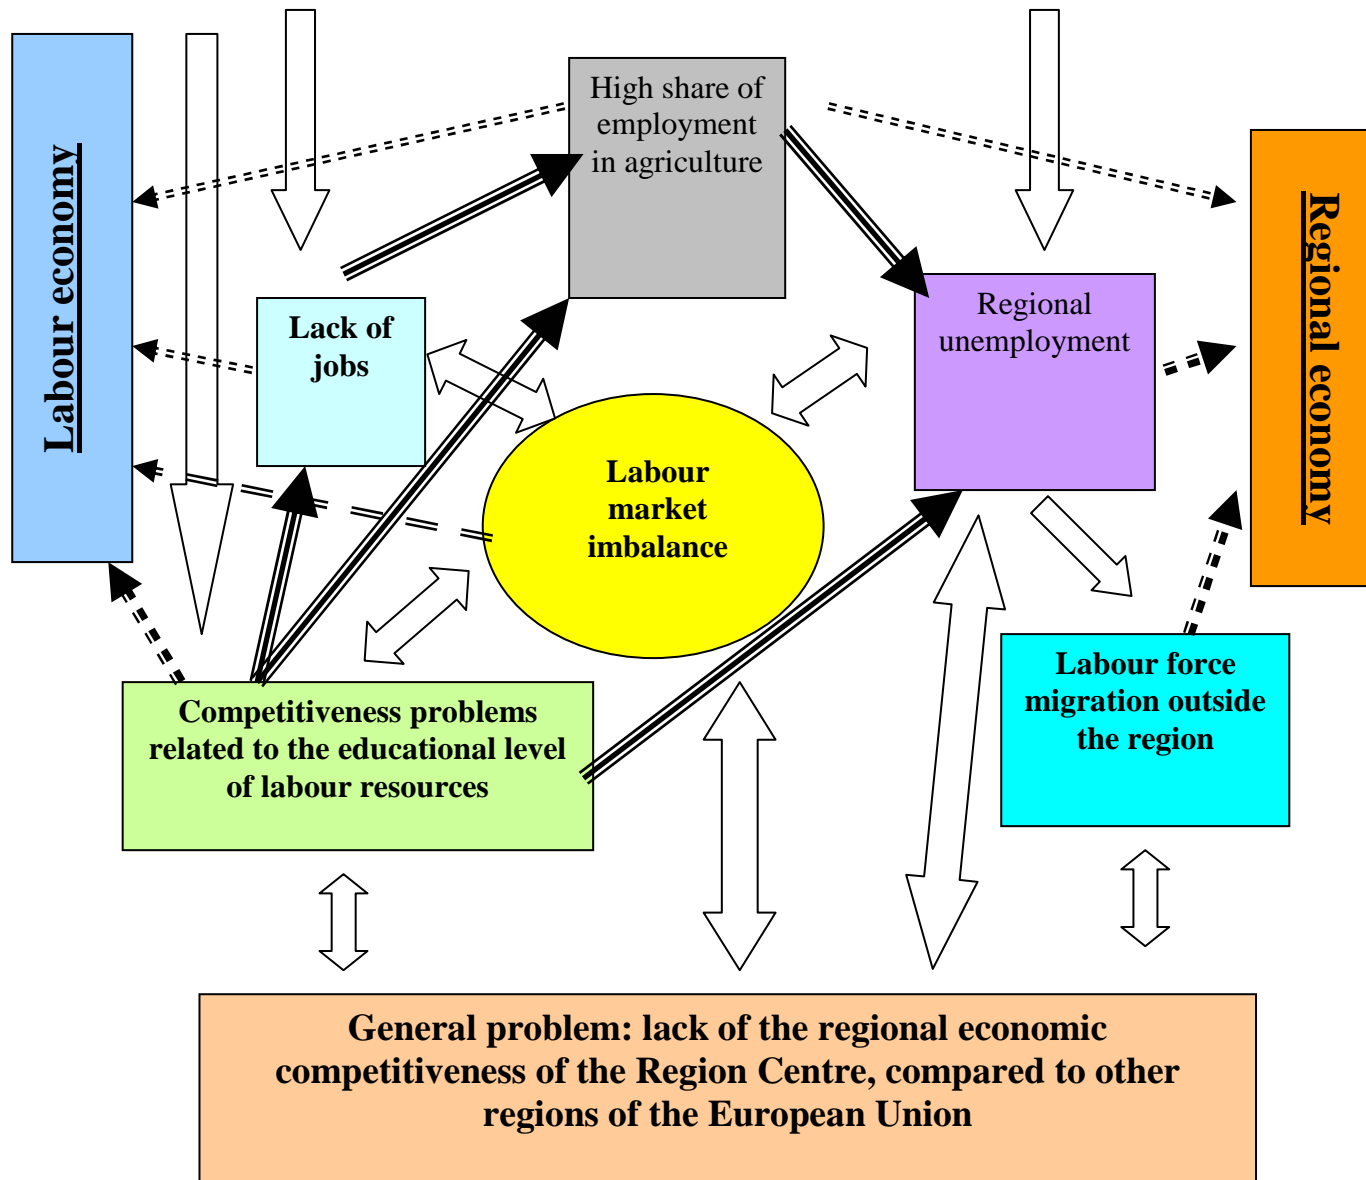 Labour economy
High share of
employment
in agriculture
Regional economy
Lack of
jobs
Regional
unemployment
Labour
market
imbalance
Competitiveness problems
related to the educational level
of labour resources
Labour force
migration outside
the region
General problem: lack of the regional economic
competitiveness of the Region Centre, compared to other
regions of the European Union